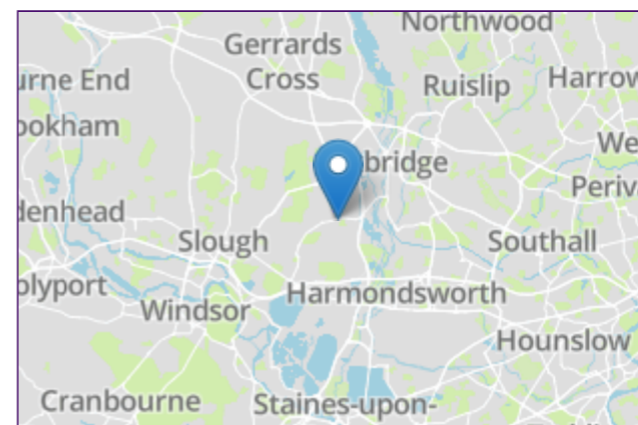 Northwood
Gerrards
Cross
urne End
Ruislip
Harrow
ookham
We
bridge
Periv
denhead
Slough
Southall
olyport
Harmondsworth
Windsor
Hounslow
Cranbourne
Staines-upon-